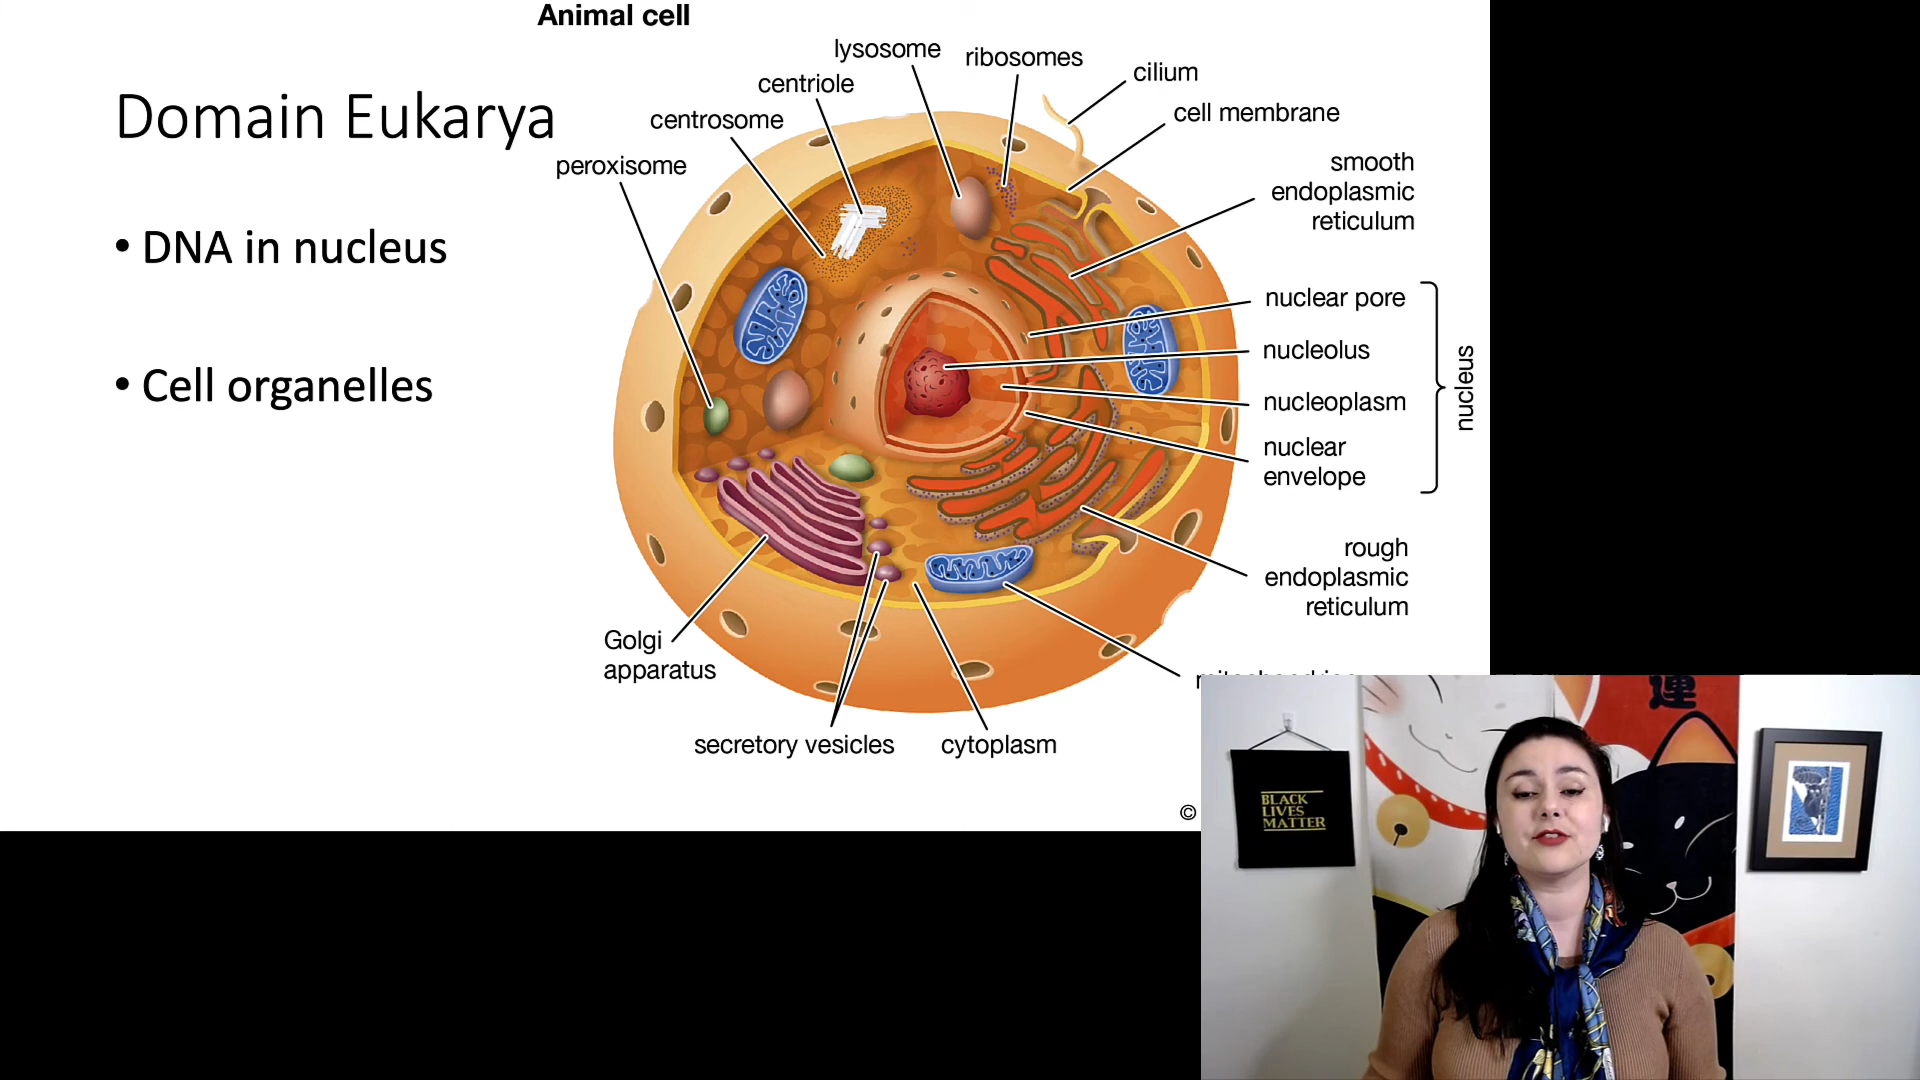 Animal cell
Domain Eukarya
• DNA in nucleus
• Cell organelles
lysosome
ribosomes
centriole
cilium
centrosome
cell membrane
peroxisome
smooth
endoplasmic
reticulum
nuclear pore
nucleolus
nucleoplasm
nuclear
envelope
nucleus
rough
endoplasmic
reticulum
Golgi
apparatus
secretory vesicles
cytoplasm
©
運
BLACK
LIVES
MATTER